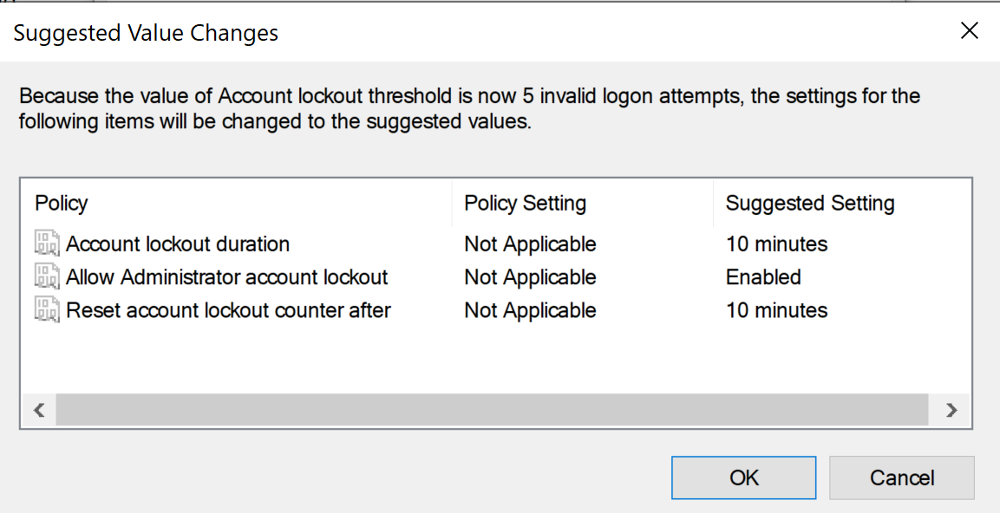 Suggested Value Changes
Because the value of Account lockout threshold is now 5 invalid logon attempts, the settings for the
following items will be changed to the suggested values.
Policy Policy Setting Suggested Setting
Account lockout duration Not Applicable 10 minutes
Allow Administrator account lockout Not Applicable Enabled
Reset account lockout counter after Not Applicable 10 minutes
OK Cancel